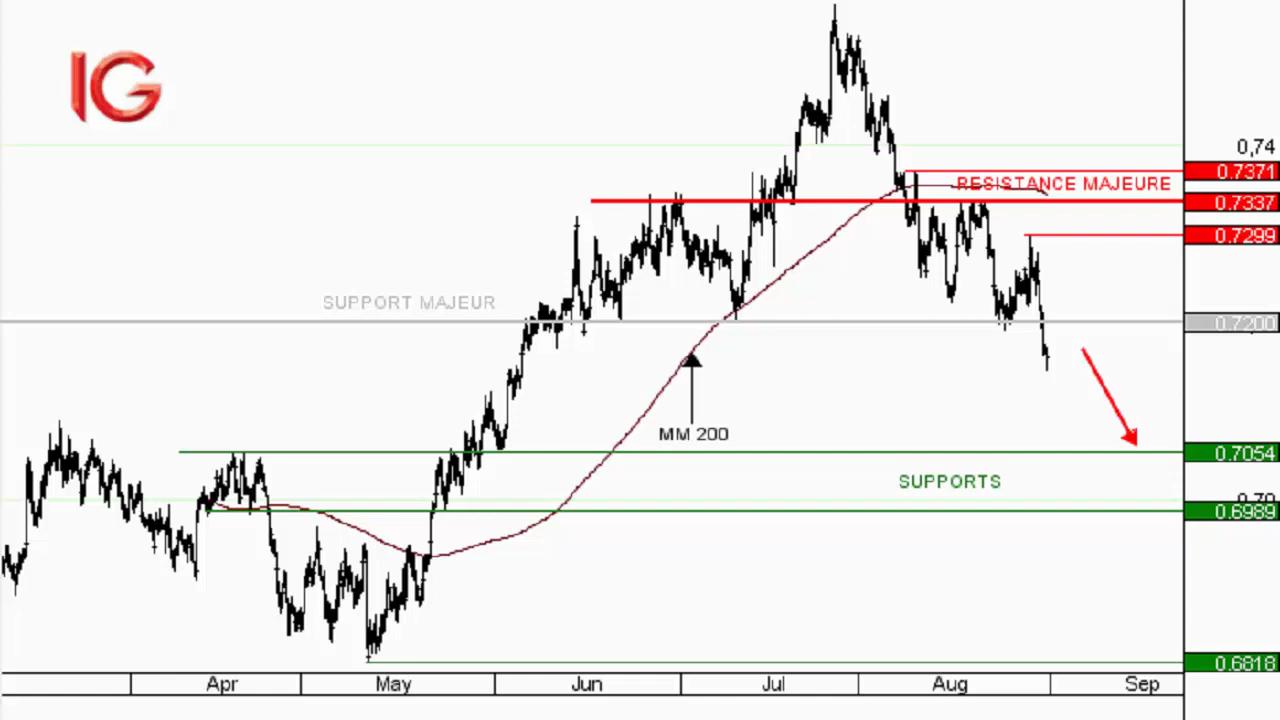 IG
0,74
0.7371
RESISTANCE MAJEURE
0.7337
0.7299
SUPPORT MAJEUR
0.7200
MM 200
0.7054
SUPPORTS
0.6989
0.6818
Apr May Jun Jul Aug Sep